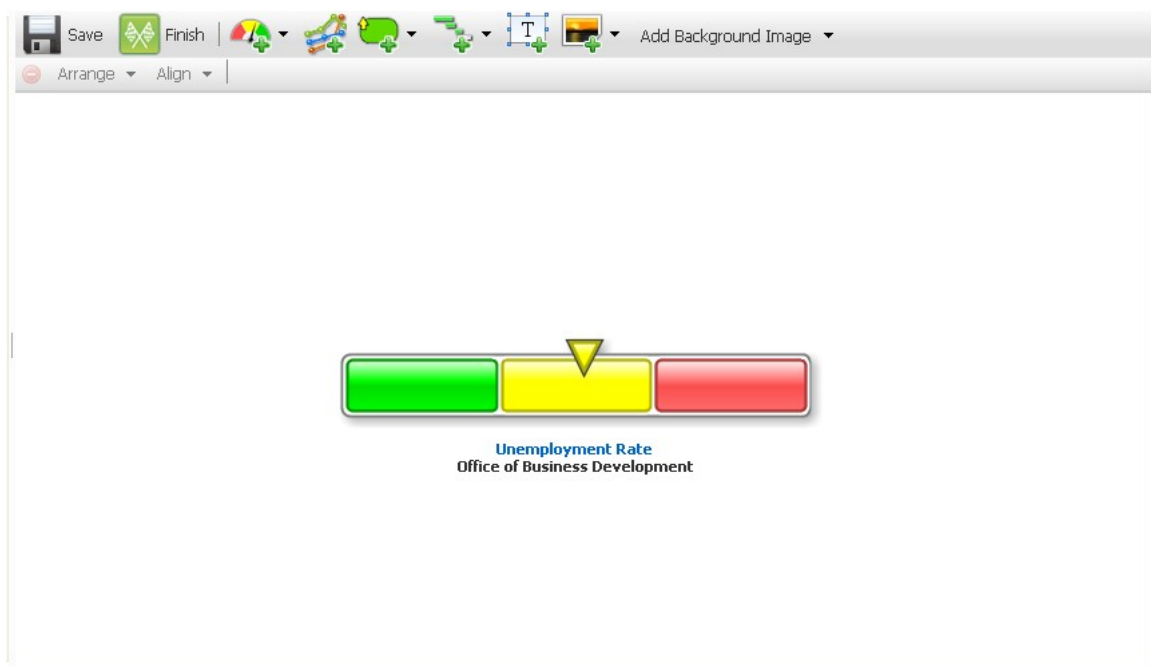 Save Finish T Add Background Image
Arrange Align
Unemployment Rate
Office of Business Development